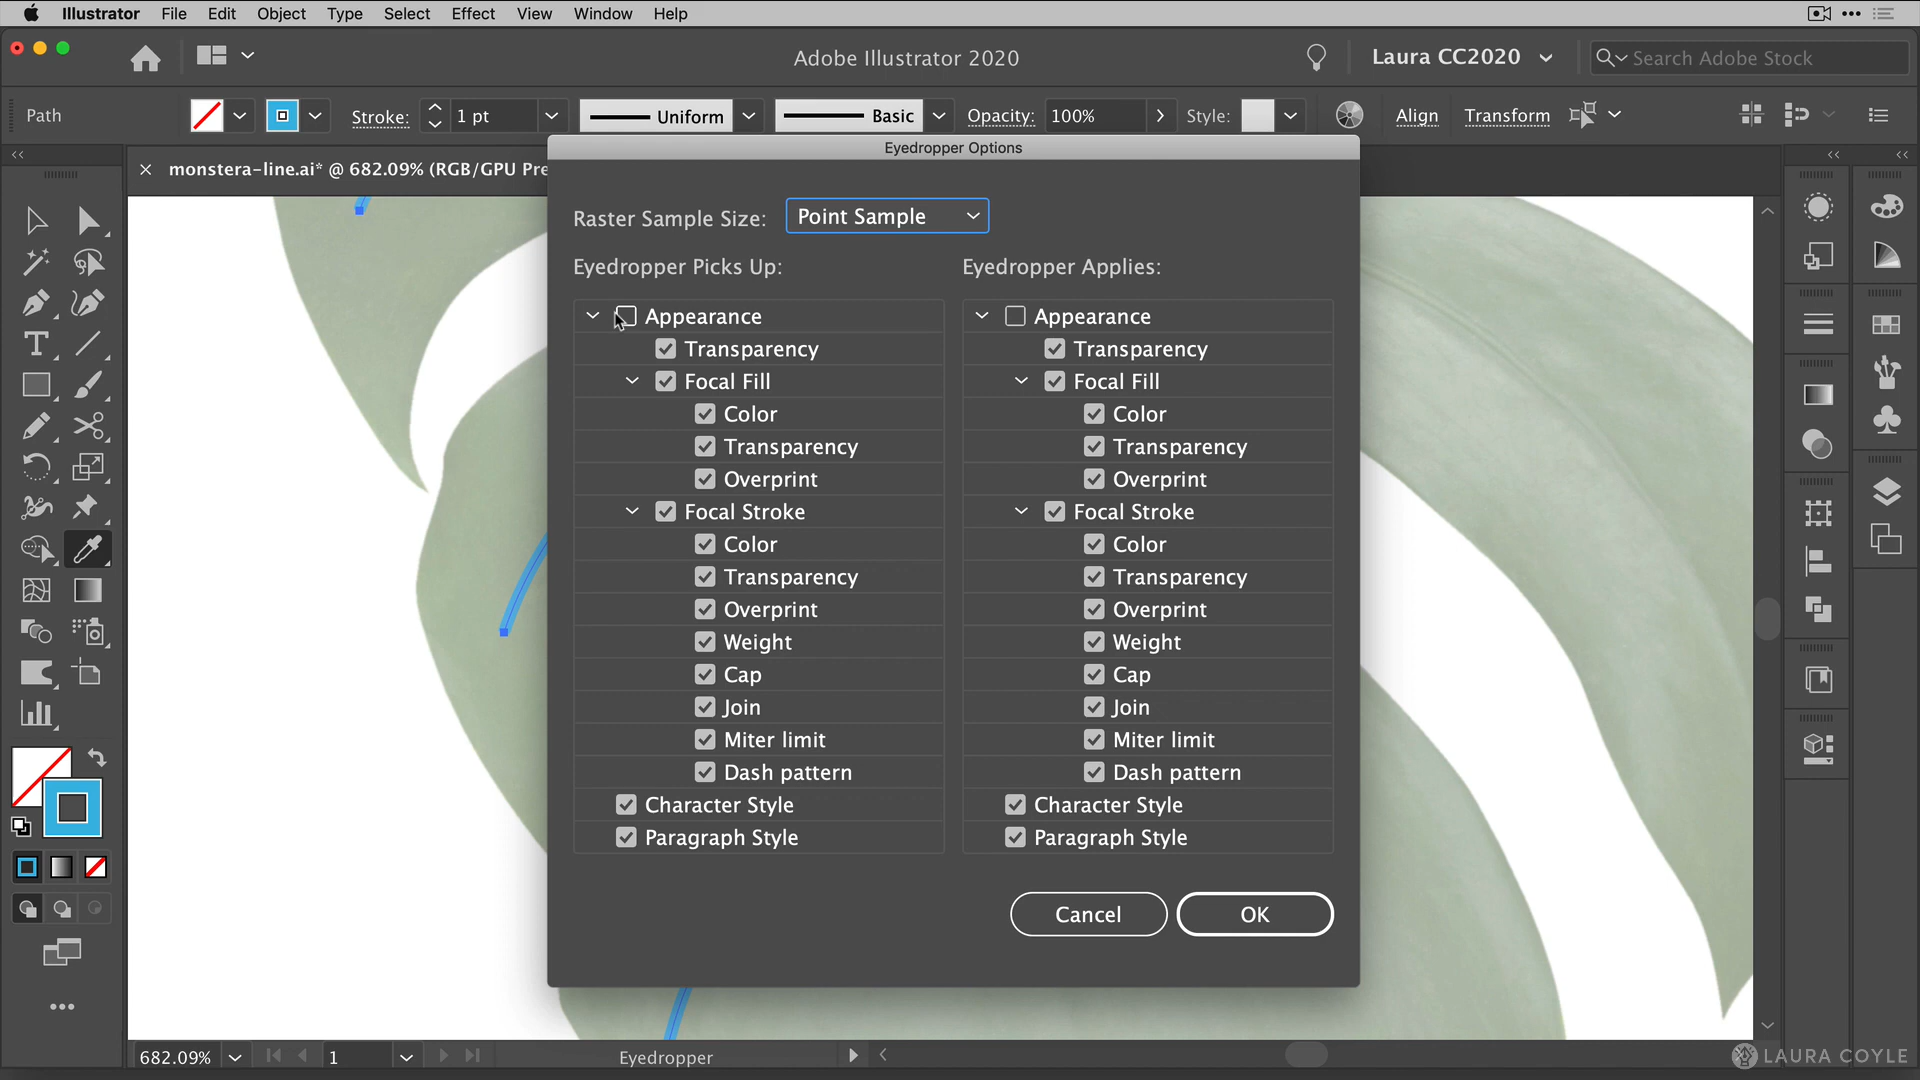 Illustrator File Edit Object Type Select Effect View Window Help
Adobe Illustrator 2020
Laura CC2020
Search Adobe Stock
Path
Stroke:
1 pt
Uniform
Basic
Opacity:
100%
Style:
Align
Transform
Eyedropper Options
monstera-line.ai* @ 682.09% (RGB/GPU Pre
Raster Sample Size:
Point Sample
Eyedropper Picks Up:
Appearance
Transparency
Focal Fill
Color
Transparency
Overprint
Focal Stroke
Color
Transparency
Overprint
Weight
Cap
Join
Miter limit
Dash pattern
Character Style
Paragraph Style
Eyedropper Applies:
Appearance
Transparency
Focal Fill
Color
Transparency
Overprint
Focal Stroke
Color
Transparency
Overprint
Weight
Cap
Join
Miter limit
Dash pattern
Character Style
Paragraph Style
Cancel
OK
682.09%
1
Eyedropper
LAURA COYLE